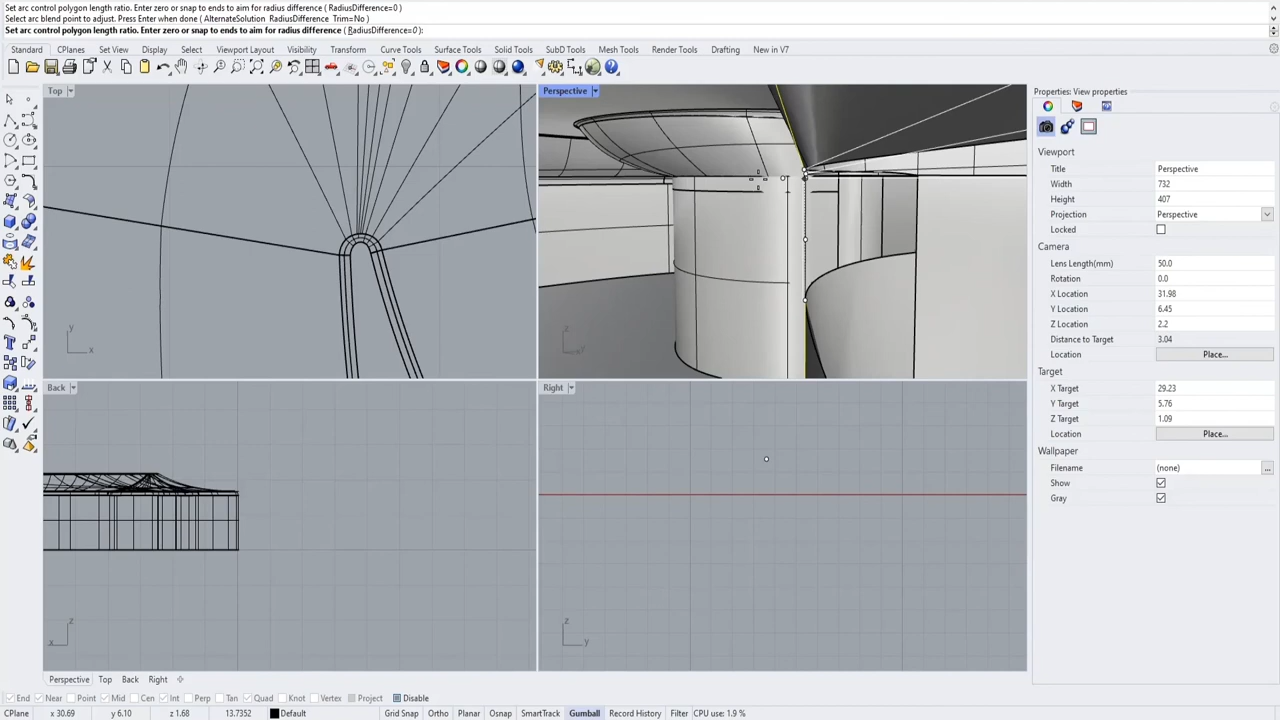 Set arc control polygon length ratio. Enter zero or snap to ends to aim for radius difference ( RadiusDifference=0 )
Select arc blend point to adjust. Press Enter when done ( AlternateSolution  RadiusDifference  Trim=No )
Set arc control polygon length ratio. Enter zero or snap to ends to aim for radius difference ( RadiusDifference=0 ):
Standard CPlanes Set View Display Select Viewport Layout Visibility Transform Curve Tools Surface Tools Solid Tools SubD Tools Mesh Tools Render Tools Drafting New in V7
Top
Perspective
Properties: View properties
Viewport
Title Perspective
Width 732
Height 407
Projection Perspective
Locked
Camera
Lens Length(mm) 50.0
Rotation 0.0
X Location 31.98
Y Location 6.45
Z Location 2.2
Distance to Target 3.04
Location Place...
Target
X Target 29.23
Y Target 5.76
Z Target 1.09
Location Place...
Wallpaper
Filename (none) ...
Show
Gray
y
x
z
y
Back
Right
z
x
z
y
Perspective Top Back Right
End Near Point Mid Cen Int Perp Tan Quad Knot Vertex Project Disable
CPlane x 30.69 y 6.10 z 1.68 13.7352 Default Grid Snap Ortho Planar Osnap SmartTrack Gumball Record History Filter CPU use: 1.9 %